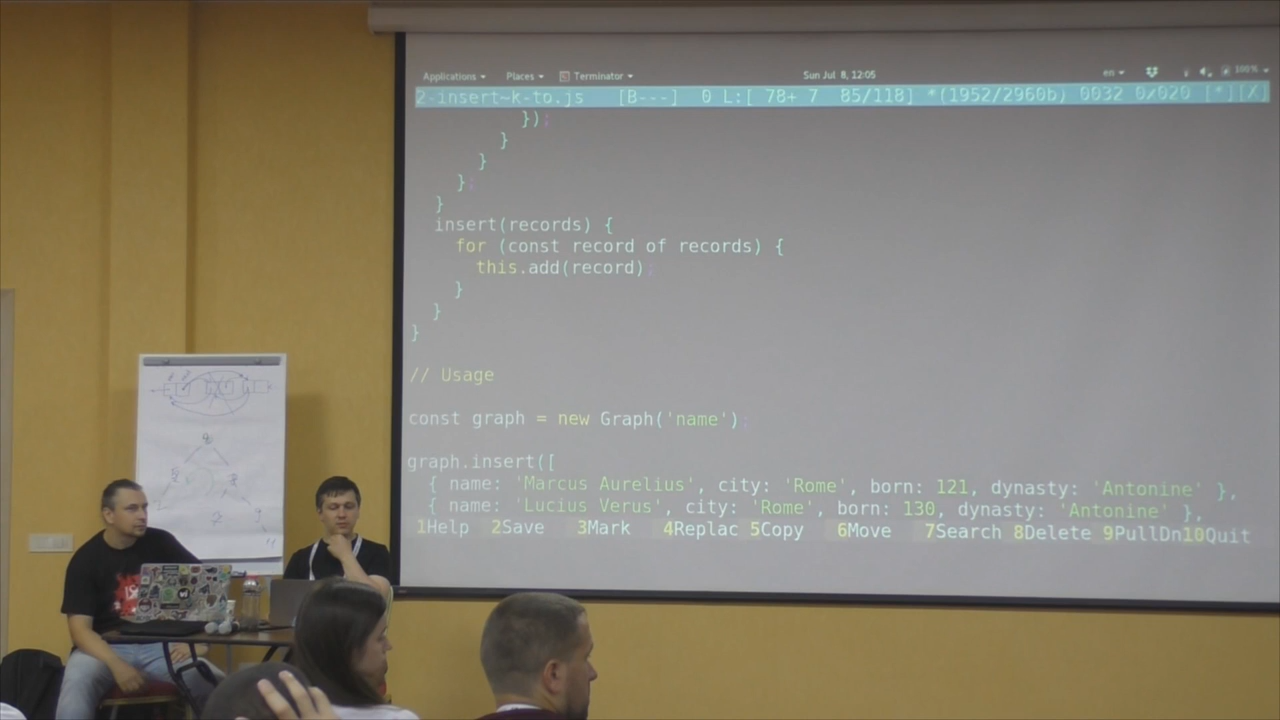 Applications Places Terminator Sun Jul 8, 12:05 en 100%
2-insert~k-to.js [B---] 0 L:[ 78+ 7 85/118] *(1952/2960b) 0032 0x020 [*][X]
});
}
}
};
}
insert(records) {
for (const record of records) {
this.add(record);
}
}
}
// Usage
const graph = new Graph('name');
graph.insert([
{ name: 'Marcus Aurelius', city: 'Rome', born: 121, dynasty: 'Antonine' },
{ name: 'Lucius Verus', city: 'Rome', born: 130, dynasty: 'Antonine' },
1Help 2Save 3Mark 4Replac 5Copy 6Move 7Search 8Delete 9PullDn10Quit